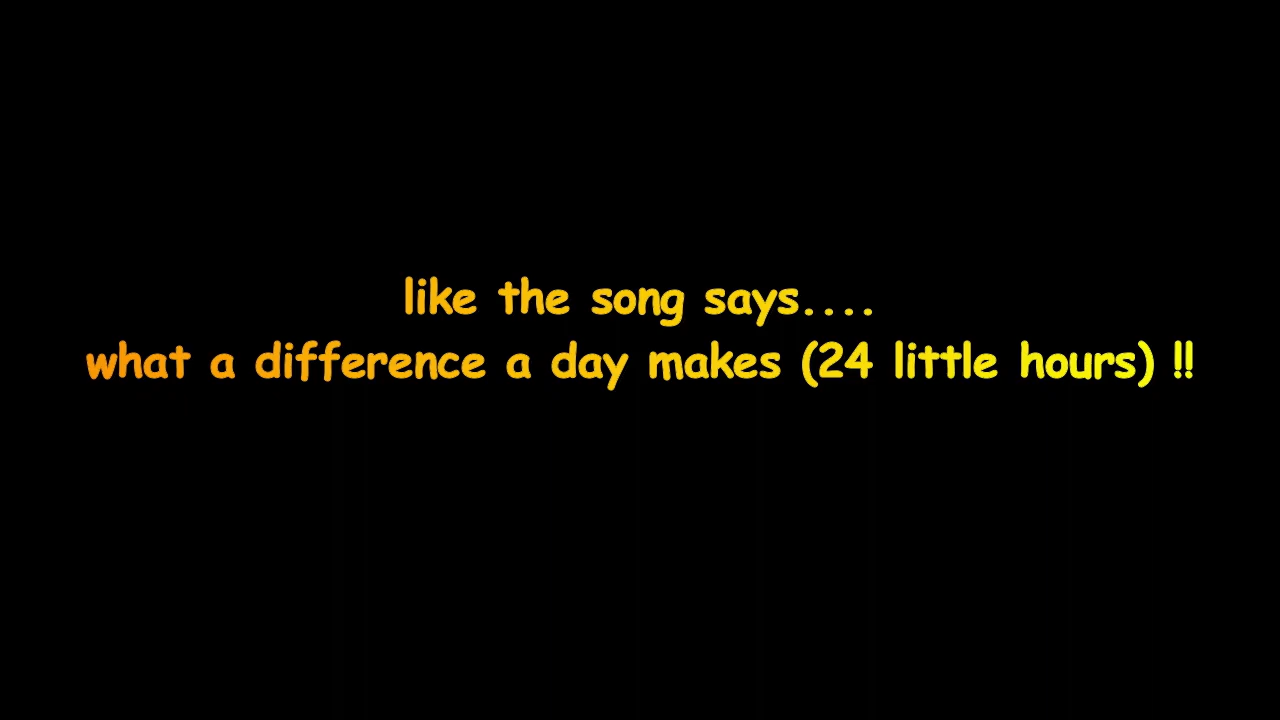 like the song says....
what a difference a day makes (24 little hours) !!